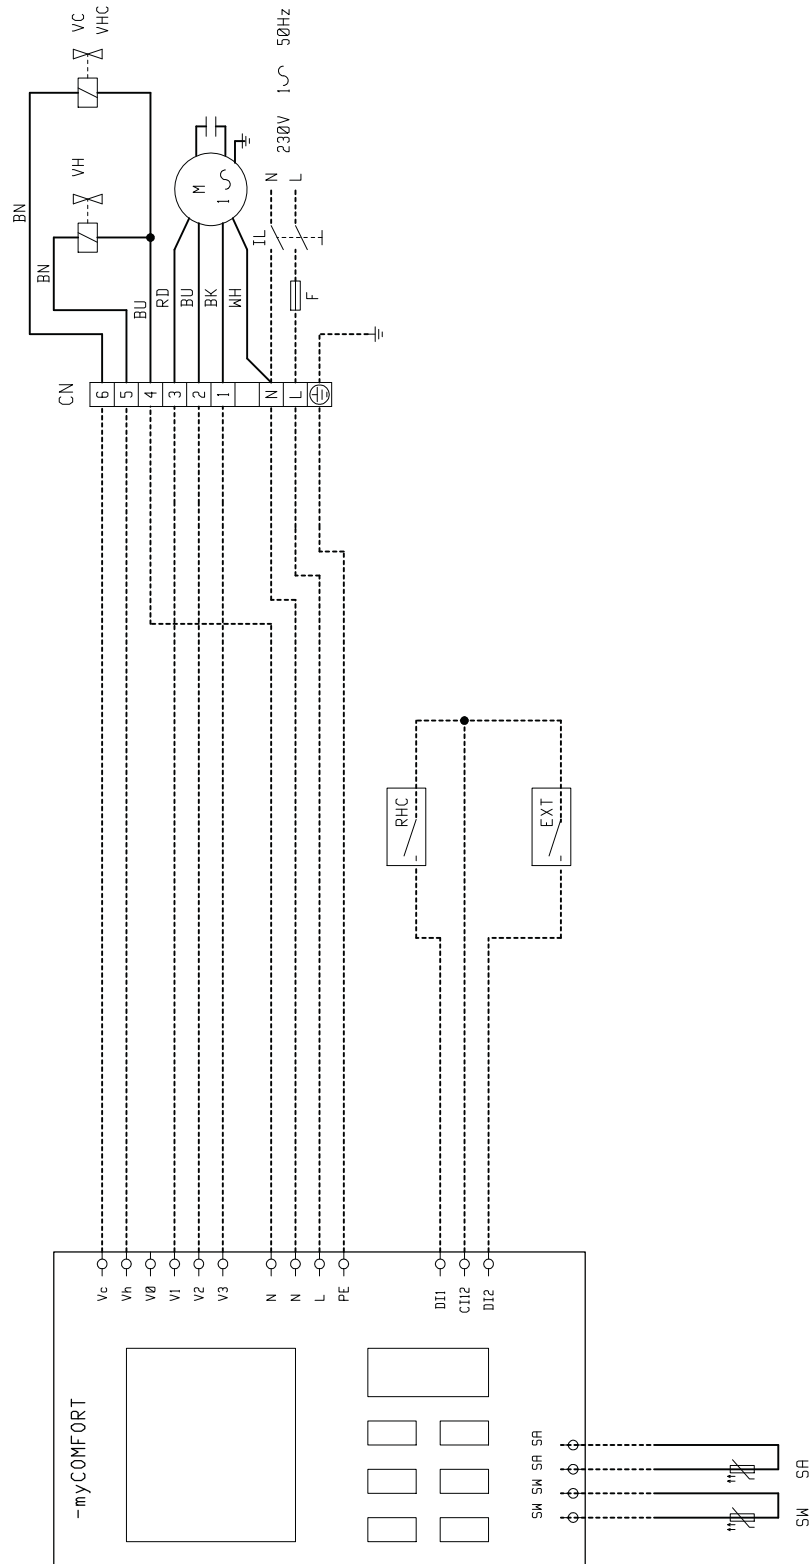 VC
VHC
VH
BN
BN
M
1
230V 1 50Hz
N
L
IL
F
BU
RD
BU
BK
WH
CN
6
5
4
3
2
1
N
L
RHC
EXT
Vc
Vh
V0
V1
V2
V3
N
N
L
PE
DI1
CI12
DI2
-myCOMFORT
SA
SA
SW
SW
SA
SW